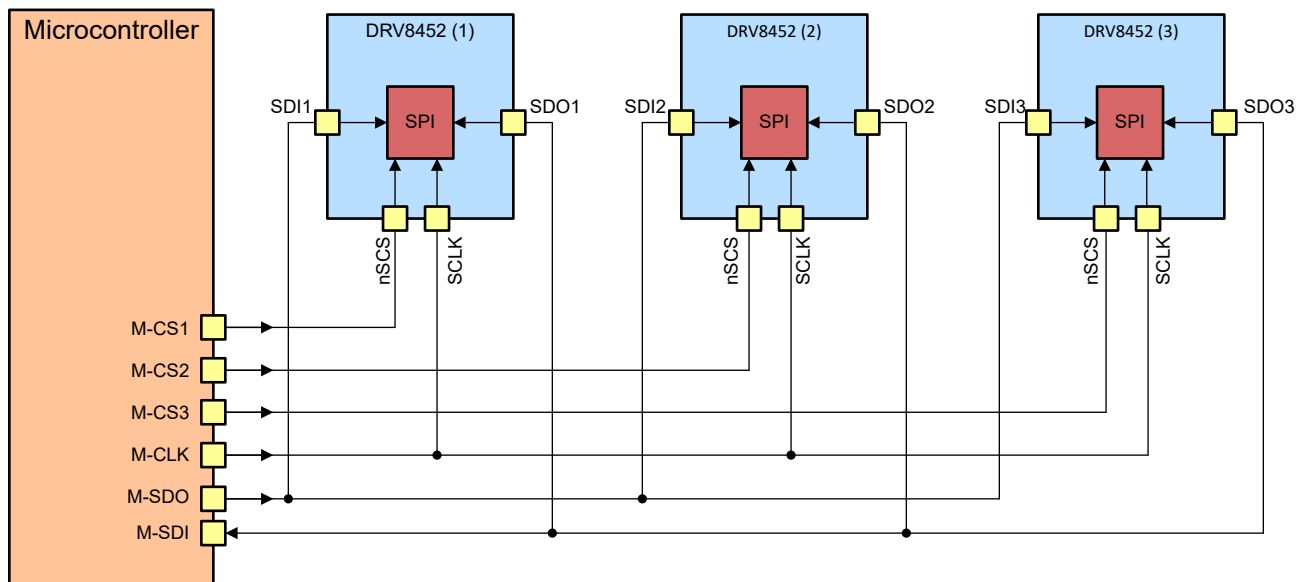 Microcontroller
DRV8452 (1)
DRV8452 (2)
DRV8452 (3)
SDI1
SPI
SDO1
SDI2
SPI
SDO2
SDI3
SPI
SDO3
nSCS
SCLK
nSCS
SCLK
nSCS
SCLK
M-CS1
M-CS2
M-CS3
M-CLK
M-SDO
M-SDI